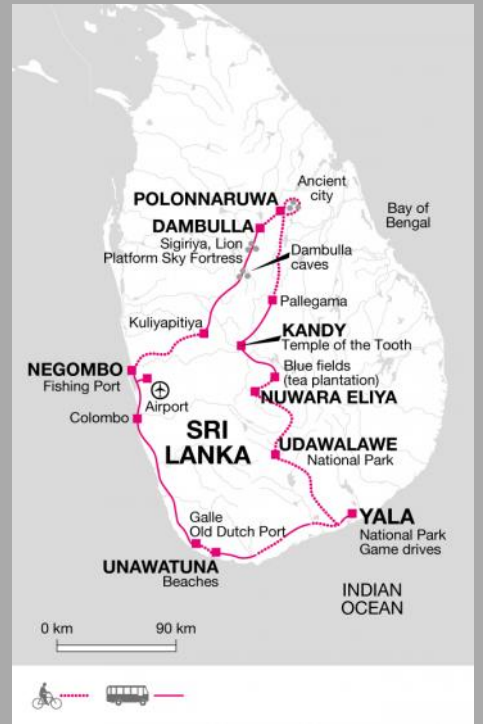 Ancient
city
POLONNARUWA
Bay of
Bengal
DAMBULLA
Sigiriya, Lion
Platform Sky Fortress
Dambulla
caves
Pallegama
Kuliyapitiya
KANDY
Temple of the Tooth
NEGOMBO
Fishing Port
Blue fields
(tea plantation)
Airport
NUWARA ELIYA
Colombo
SRI
LANKA
UDAWALAWE
National Park
Galle
Old Dutch Port
YALA
National Park
Game drives
UNAWATUNA
Beaches
INDIAN
OCEAN
0 km
90 km